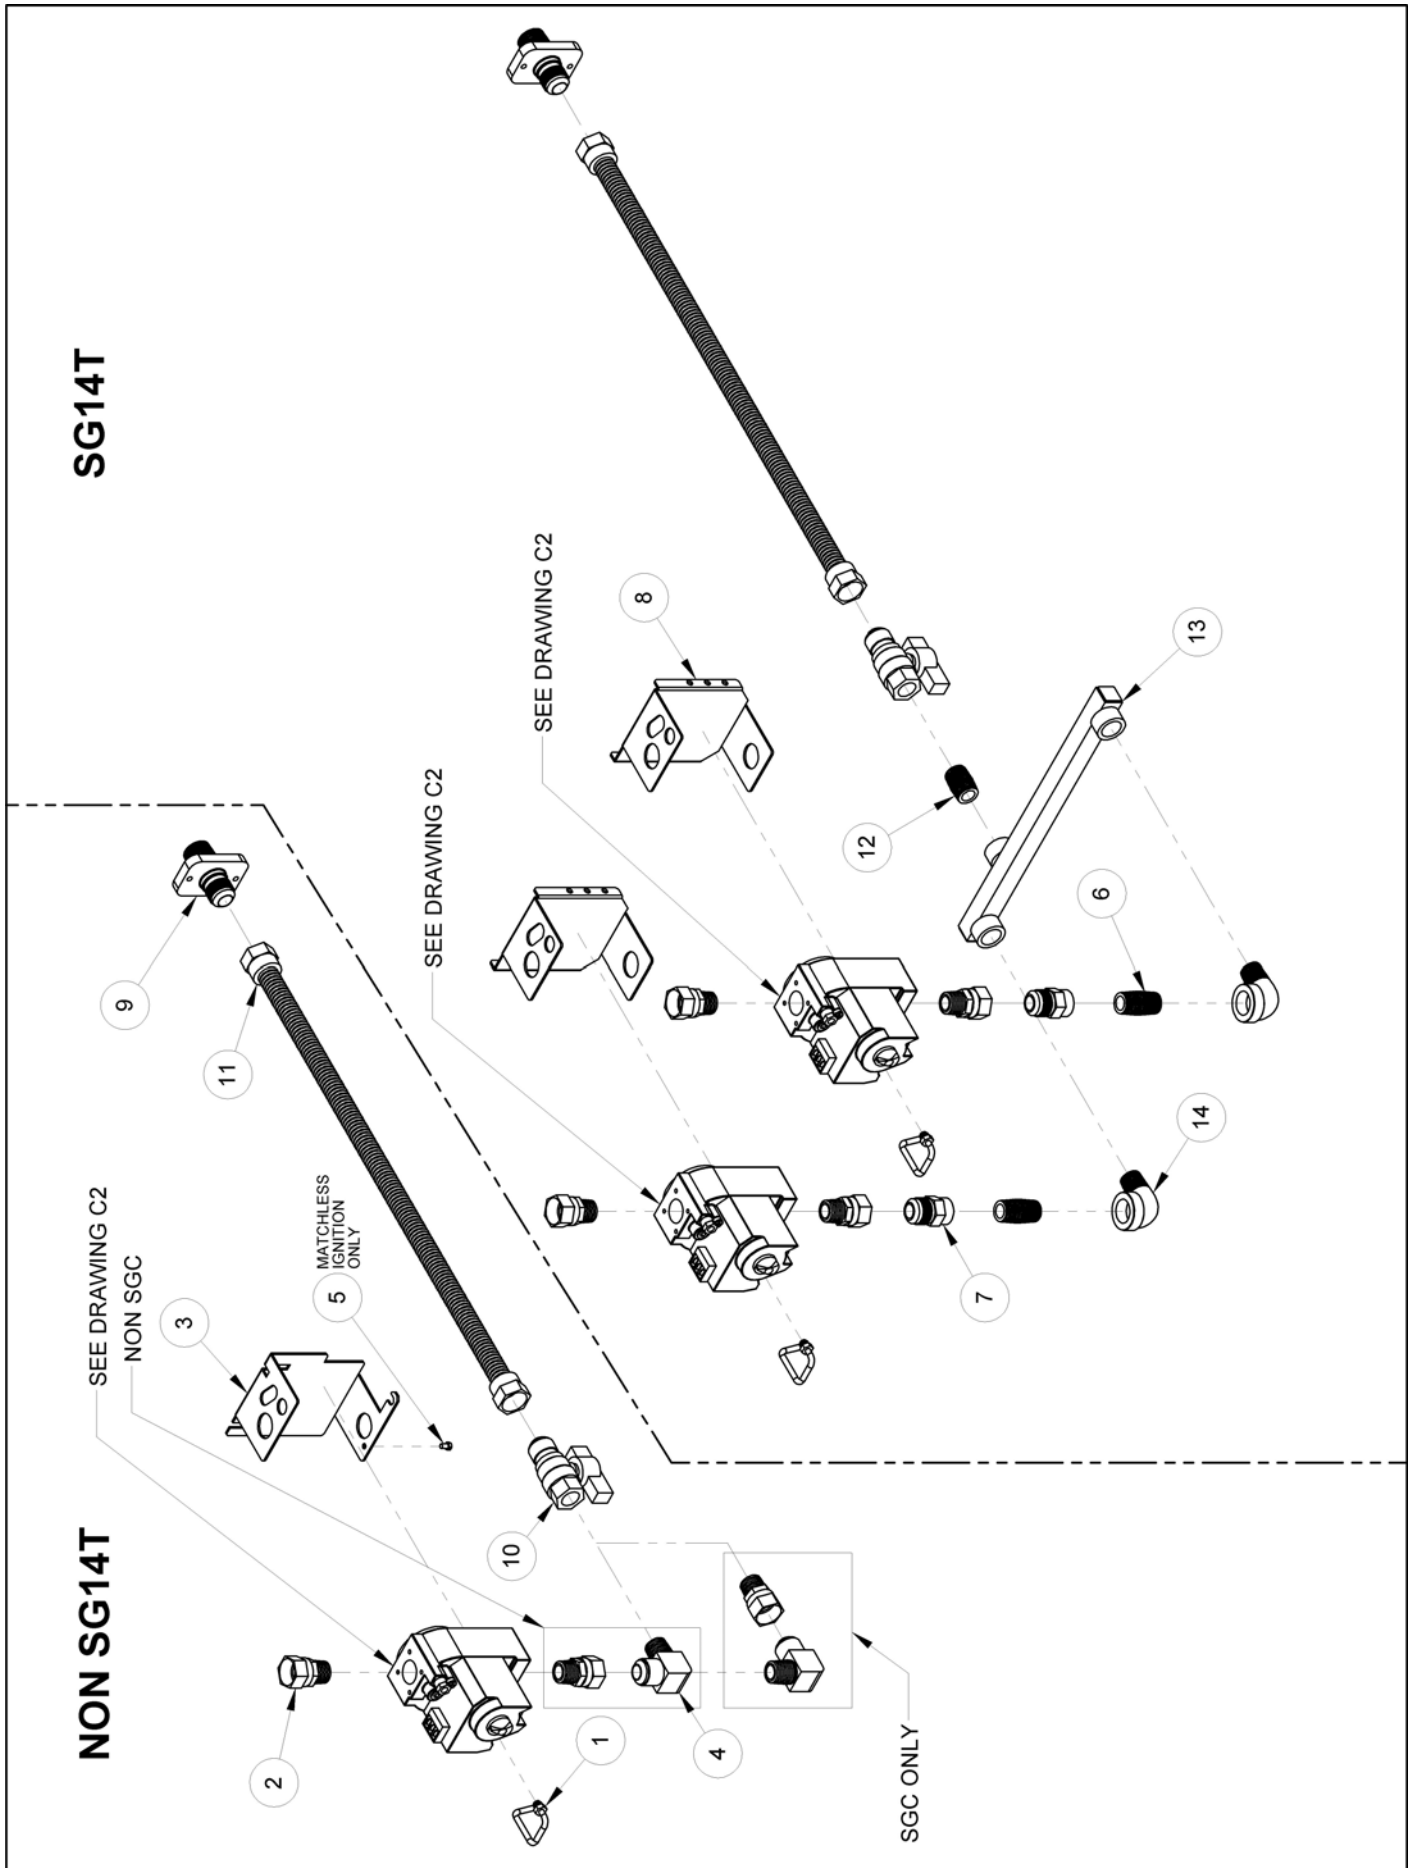 NON SG14T
SG14T
SEE DRAWING C2
NON SGC
3
MATCHLESS
IGNITION
ONLY
5
9
11
2
10
1
4
SGC ONLY
SEE DRAWING C2
SEE DRAWING C2
8
12
13
6
7
14